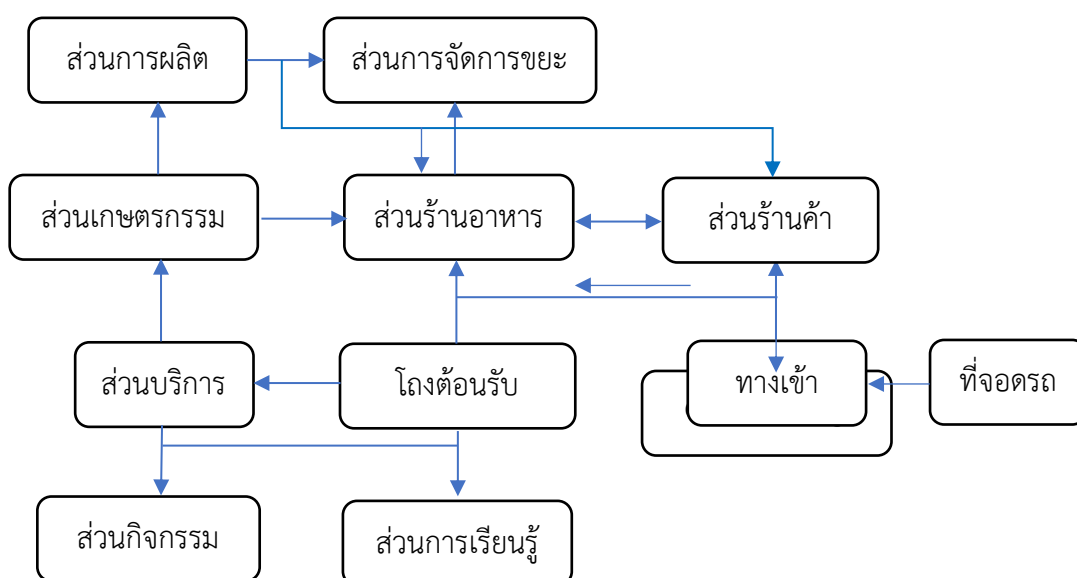 ส่วนการผลิต
ส่วนการจัดการขยะ
ส่วนเกษตรกรรม
ส่วนร้านอาหาร
ส่วนร้านค้า
ส่วนบริการ
โถงต้อนรับ
ทางเข้า
ที่จอดรถ
ส่วนกิจกรรม
ส่วนการเรียนรู้